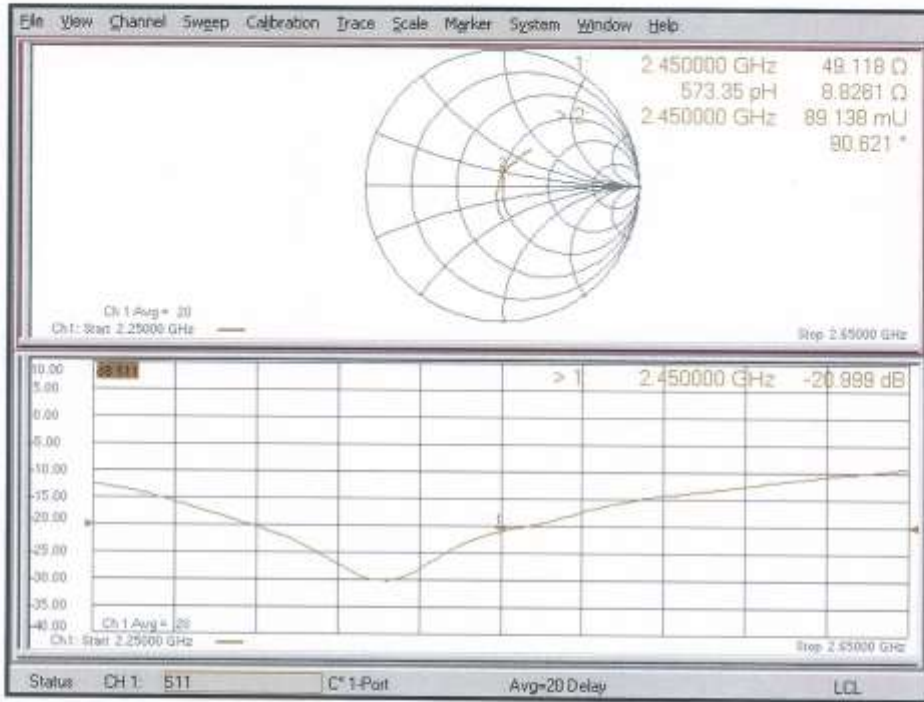 File View Channel Sweep Calibration Trace Scale Marker System Window Help
1 2.450000 GHz 49.118 Ω
573.35 pH 8.8261 Ω
> 2 2.450000 GHz 89.138 mU
90.621 °
Ch 1 Avg = 20
Ch1: Start 2.25000 GHz
Stop 2.65000 GHz
10.00
> 1 2.450000 GHz -20.999 dB
5.00
0.00
-5.00
-10.00
-15.00
-20.00
-25.00
-30.00
-35.00
-40.00
1
Ch 1 Avg = 20
Ch1: Start 2.25000 GHz
Stop 2.65000 GHz
Status CH 1: S11 C* 1-Port Avg=20 Delay LCL